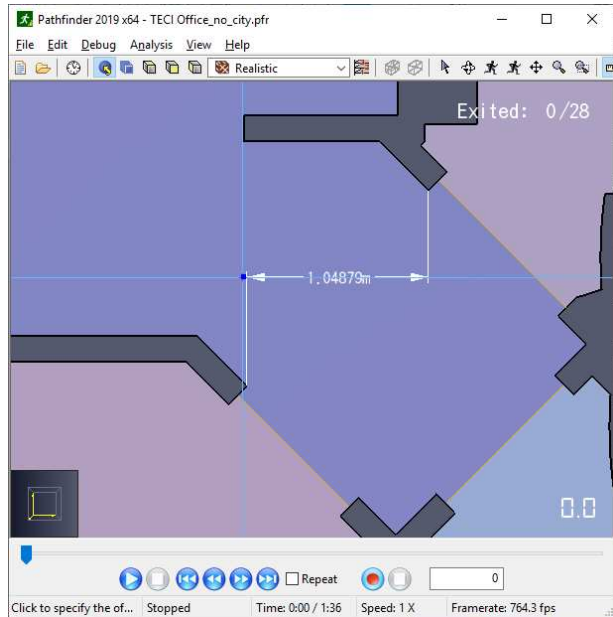 Pathfinder 2019 x64 - TECI Office_no_city.pfr
File Edit Debug Analysis View Help
Realistic
Exited: 0/28
1.04879m
0.0
Repeat
0
Click to specify the of... Stopped Time: 0:00 / 1:36 Speed: 1 X Framerate: 764.3 fps